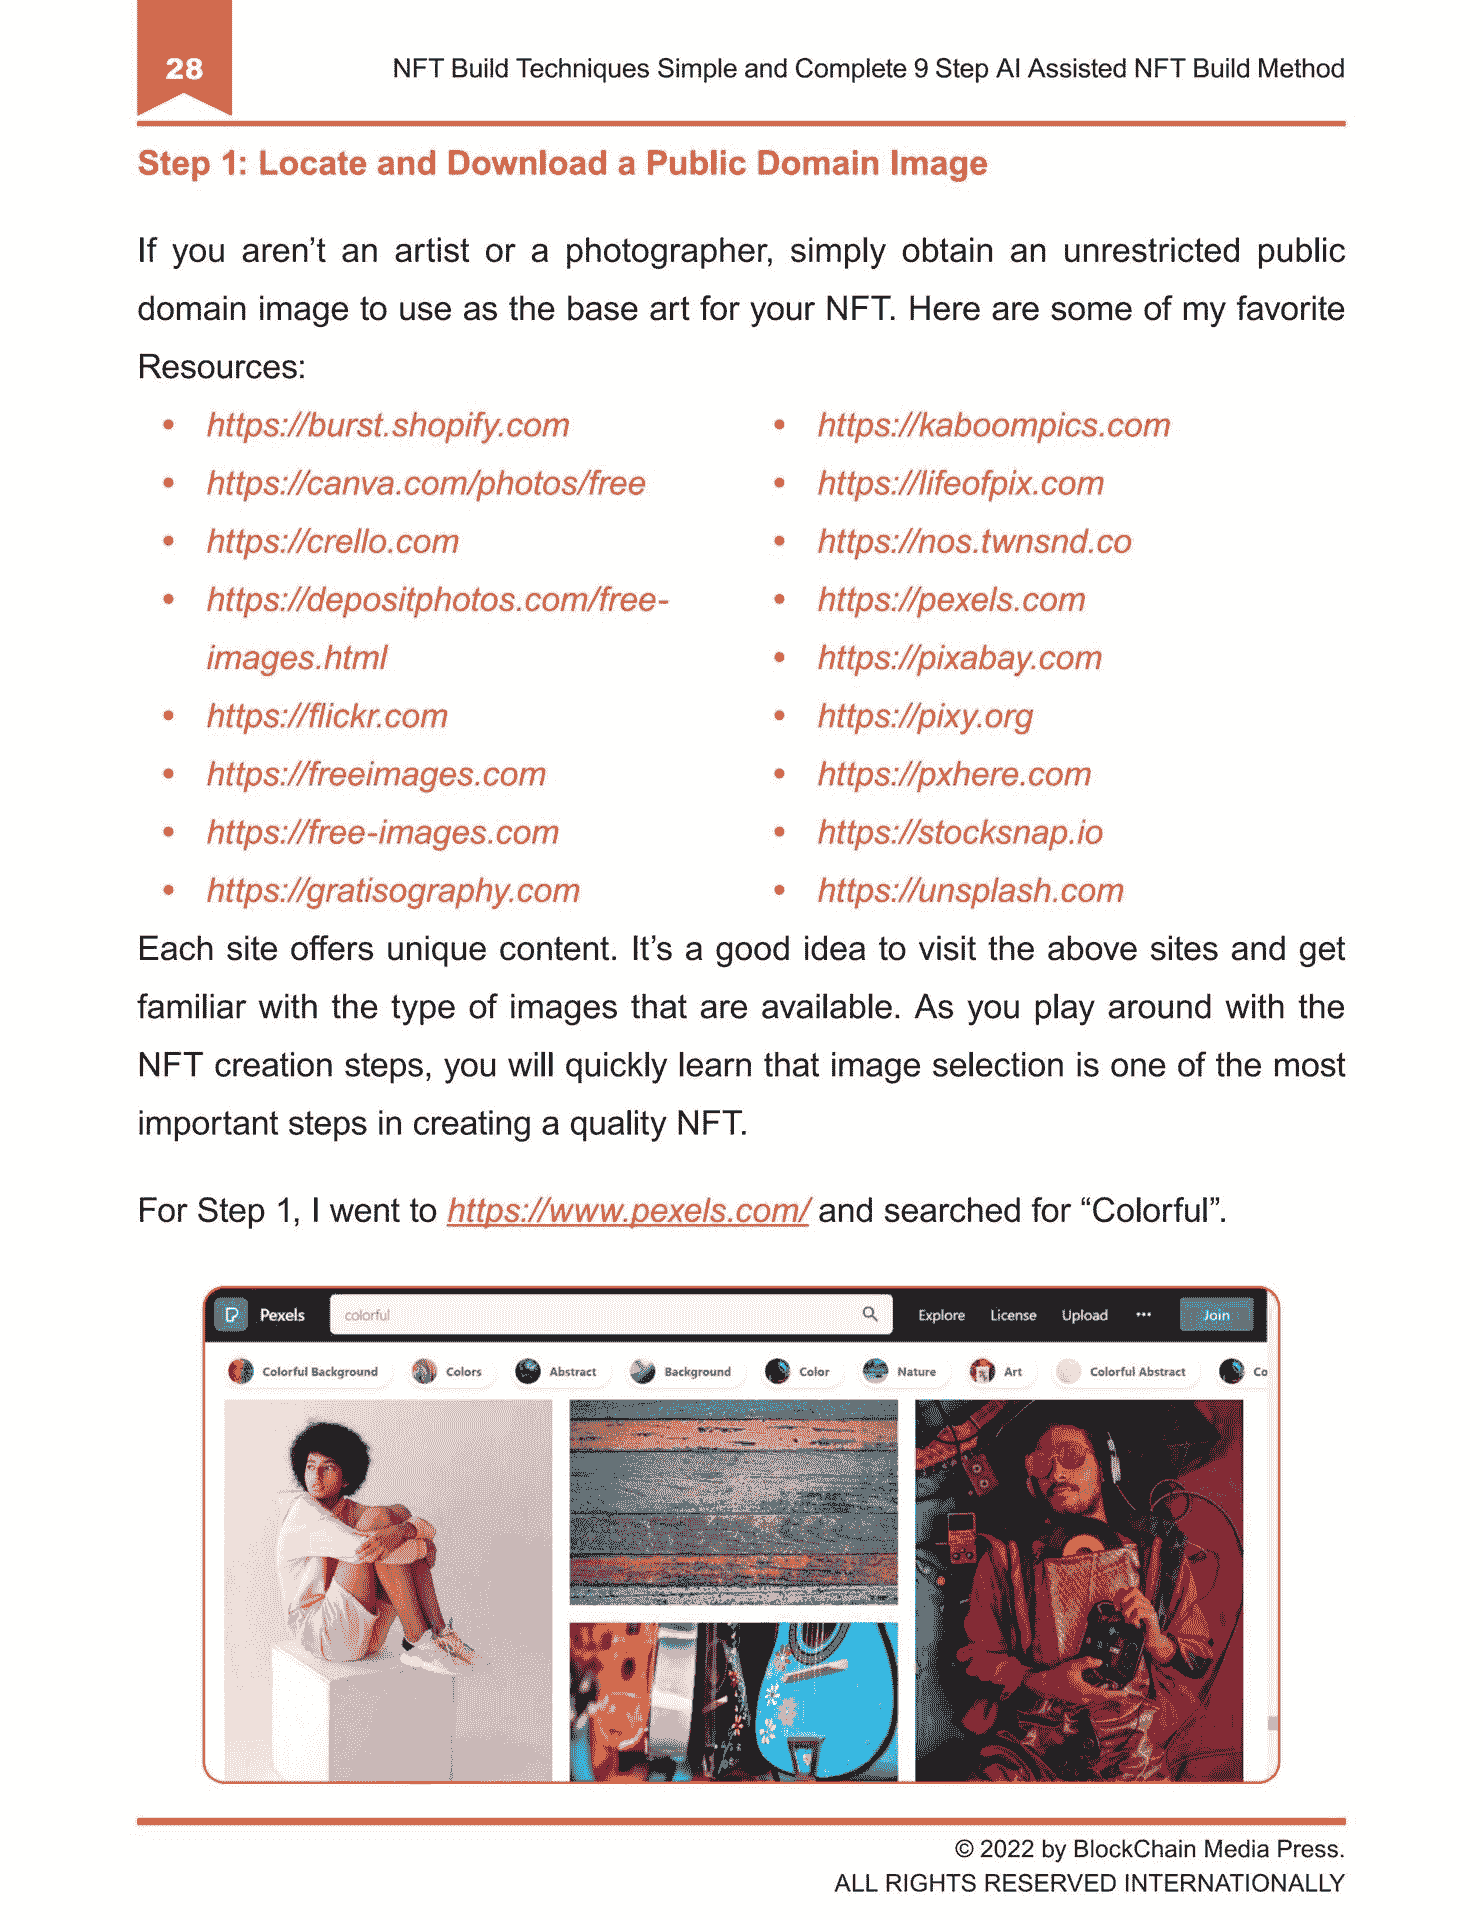 28
NFT Build Techniques Simple and Complete 9 Step AI Assisted NFT Build Method
Step 1: Locate and Download a Public Domain Image
If you aren’t an artist or a photographer, simply obtain an unrestricted public
domain image to use as the base art for your NFT. Here are some of my favorite
Resources:
• https://burst.shopify.com
• https://canva.com/photos/free
• https://crello.com
• https://depositphotos.com/free-
images.html
• https://flickr.com
• https://freeimages.com
• https://free-images.com
• https://gratisography.com
• https://kaboompics.com
• https://lifeofpix.com
• https://nos.twnsnd.co
• https://pexels.com
• https://pixabay.com
• https://pixy.org
• https://pxhere.com
• https://stocksnap.io
• https://unsplash.com
Each site offers unique content. It’s a good idea to visit the above sites and get
familiar with the type of images that are available. As you play around with the
NFT creation steps, you will quickly learn that image selection is one of the most
important steps in creating a quality NFT.
For Step 1, I went to https://www.pexels.com/ and searched for “Colorful”.
Pexels colorful Explore License Upload ••• Join
Colorful Background Colors Abstract Background Color Nature Art Colorful Abstract Co
© 2022 by BlockChain Media Press.
ALL RIGHTS RESERVED INTERNATIONALLY